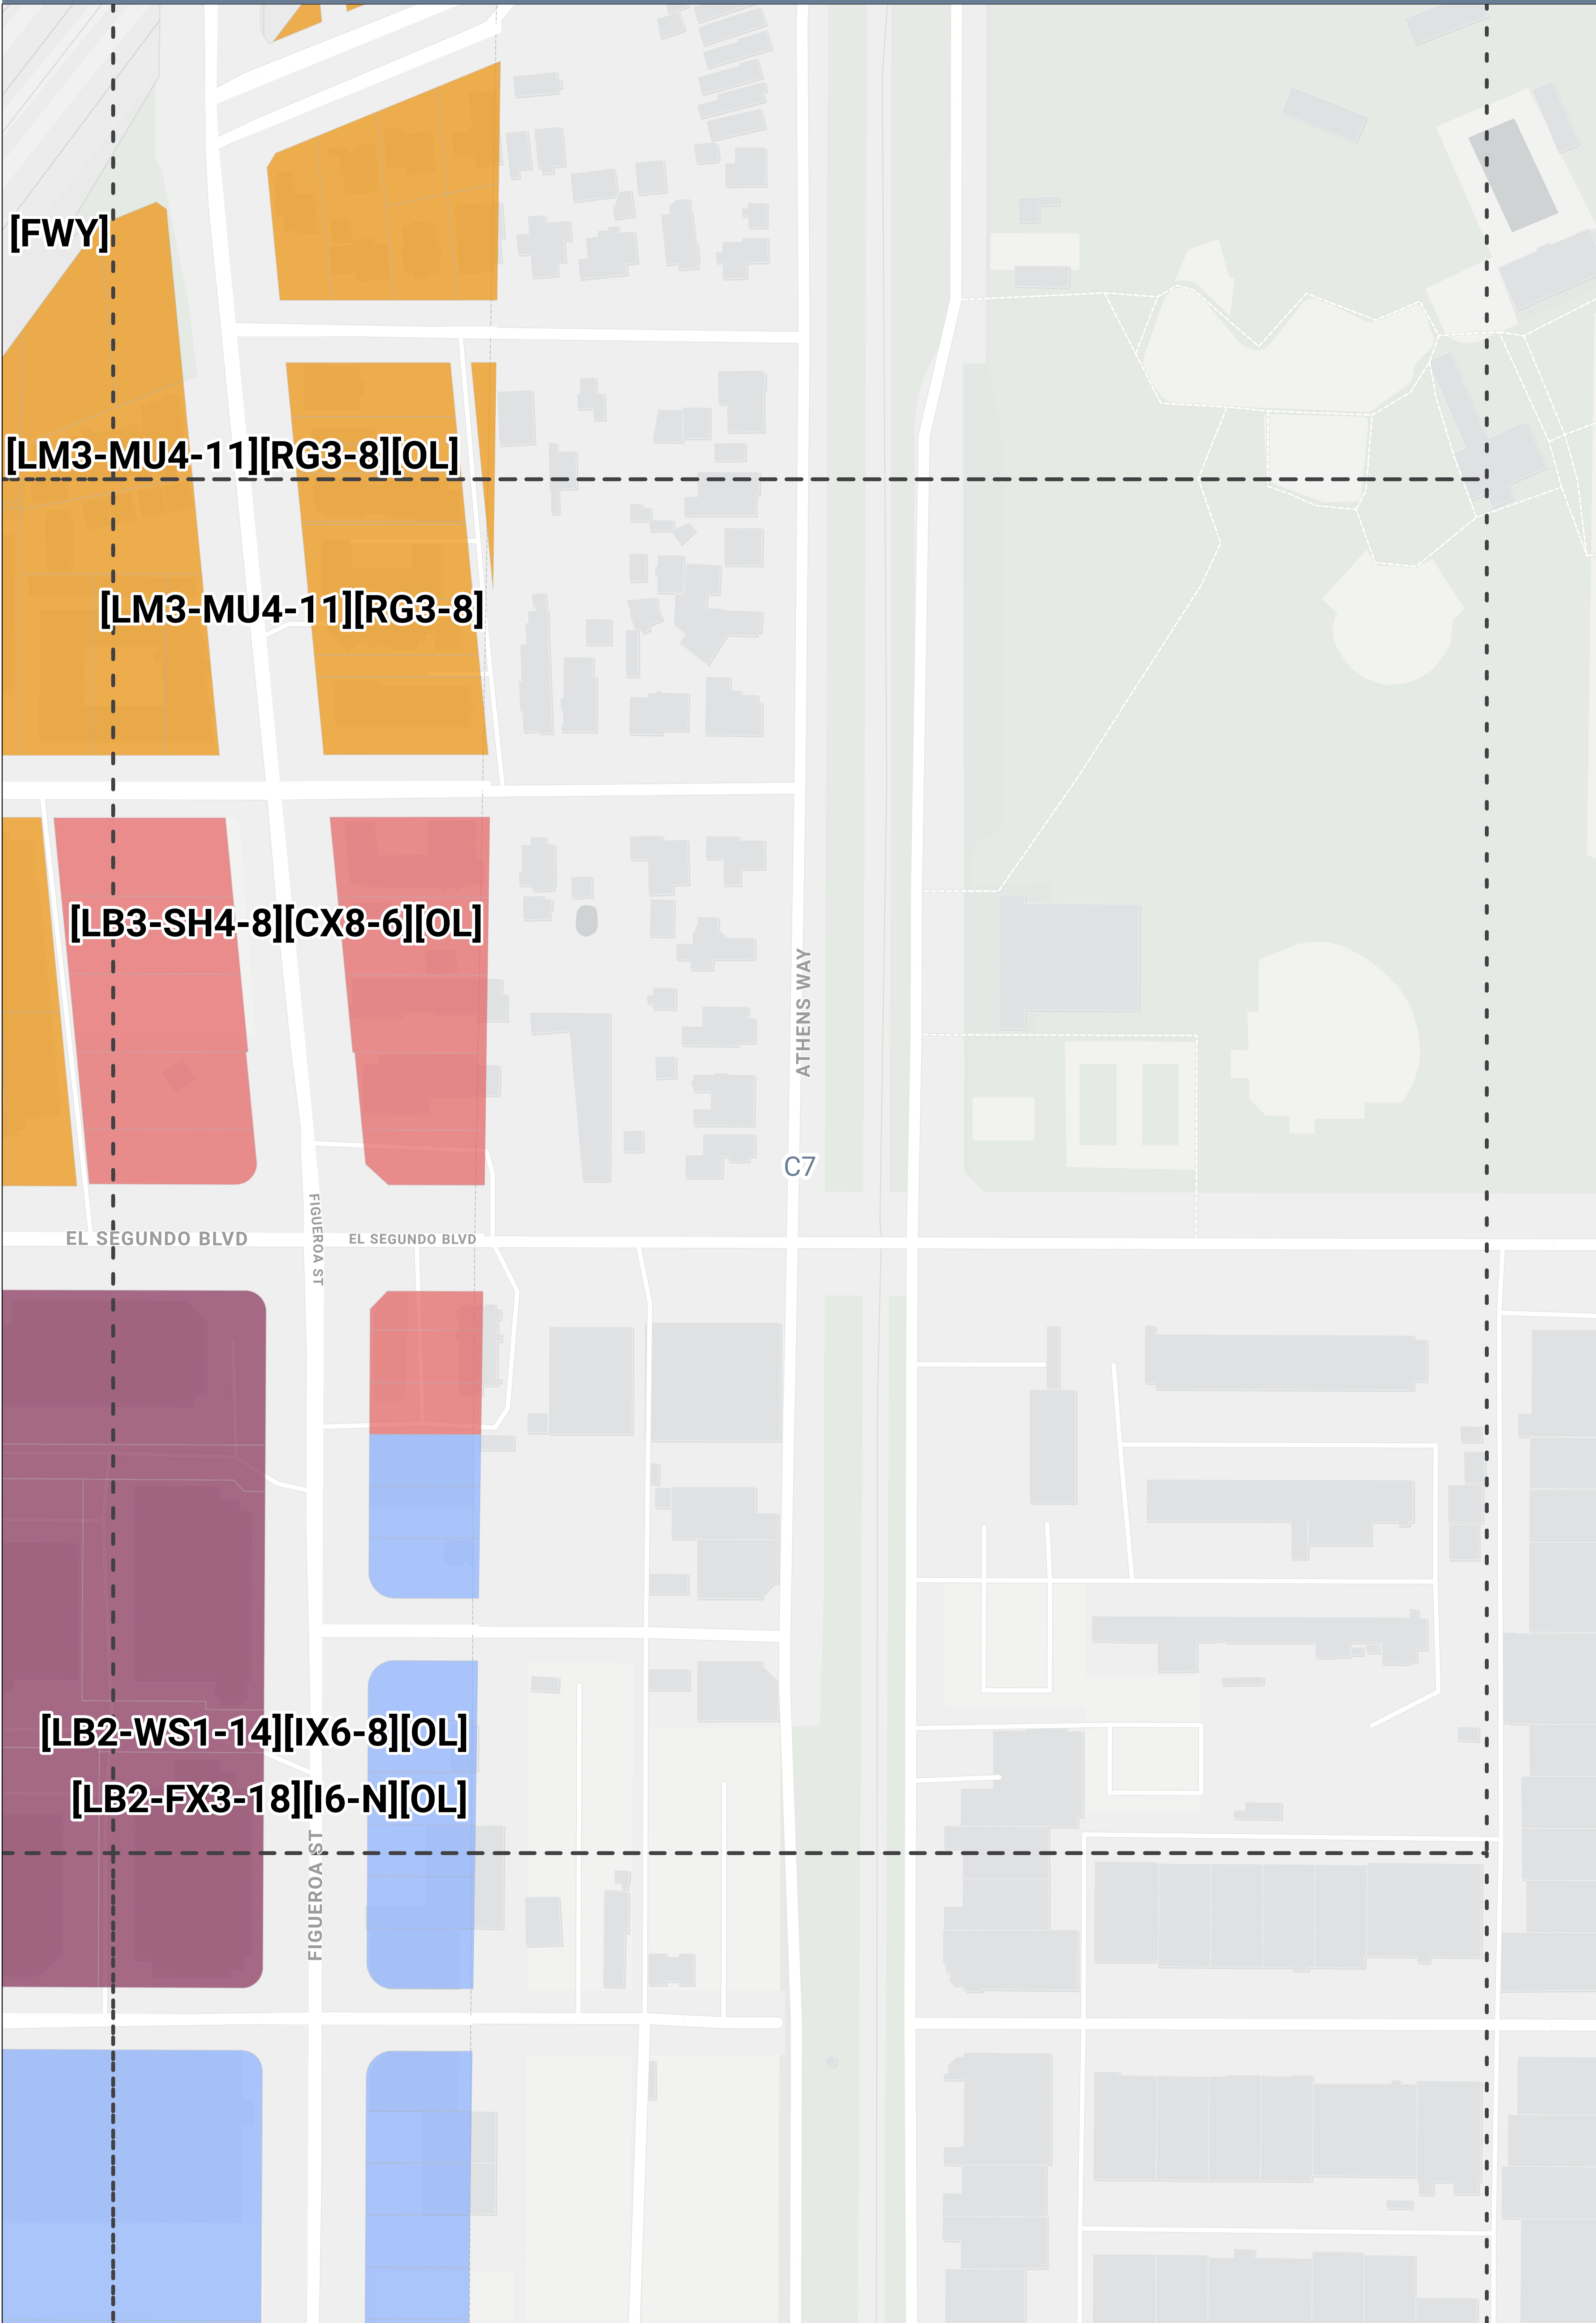 [FWY]
[LM3-MU4-11][RG3-8][OL]
[LM3-MU4-11][RG3-8]
[LB3-SH4-8][CX8-6][OL]
ATHENS WAY
C7
FIGUEROA ST
EL SEGUNDO BLVD
EL SEGUNDO BLVD
[LB2-WS1-14][IX6-8][OL]
[LB2-FX3-18][I6-N][OL]
FIGUEROA ST